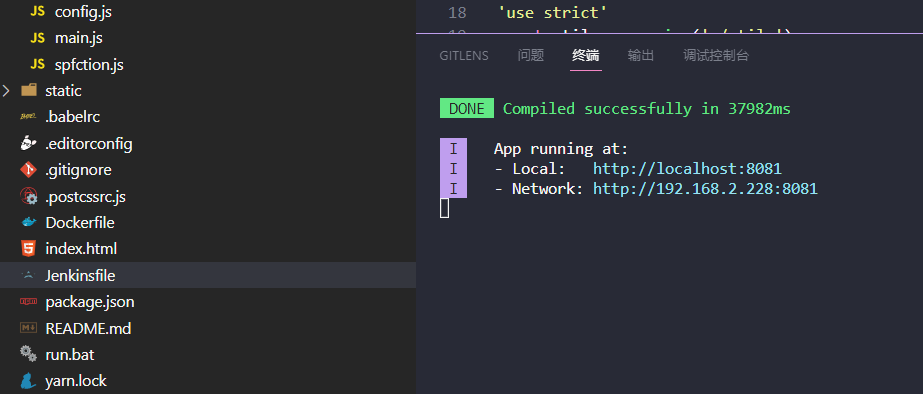 config.js
main.js
spfction.js
static
.babelrc
.editorconfig
.gitignore
.postcssrc.js
Dockerfile
index.html
Jenkinsfile
package.json
README.md
run.bat
yarn.lock
18 'use strict'
GITLENS 问题 终端 输出 调试控制台
DONE Compiled successfully in 37982ms
I App running at:
I - Local: http://localhost:8081
I - Network: http://192.168.2.228:8081